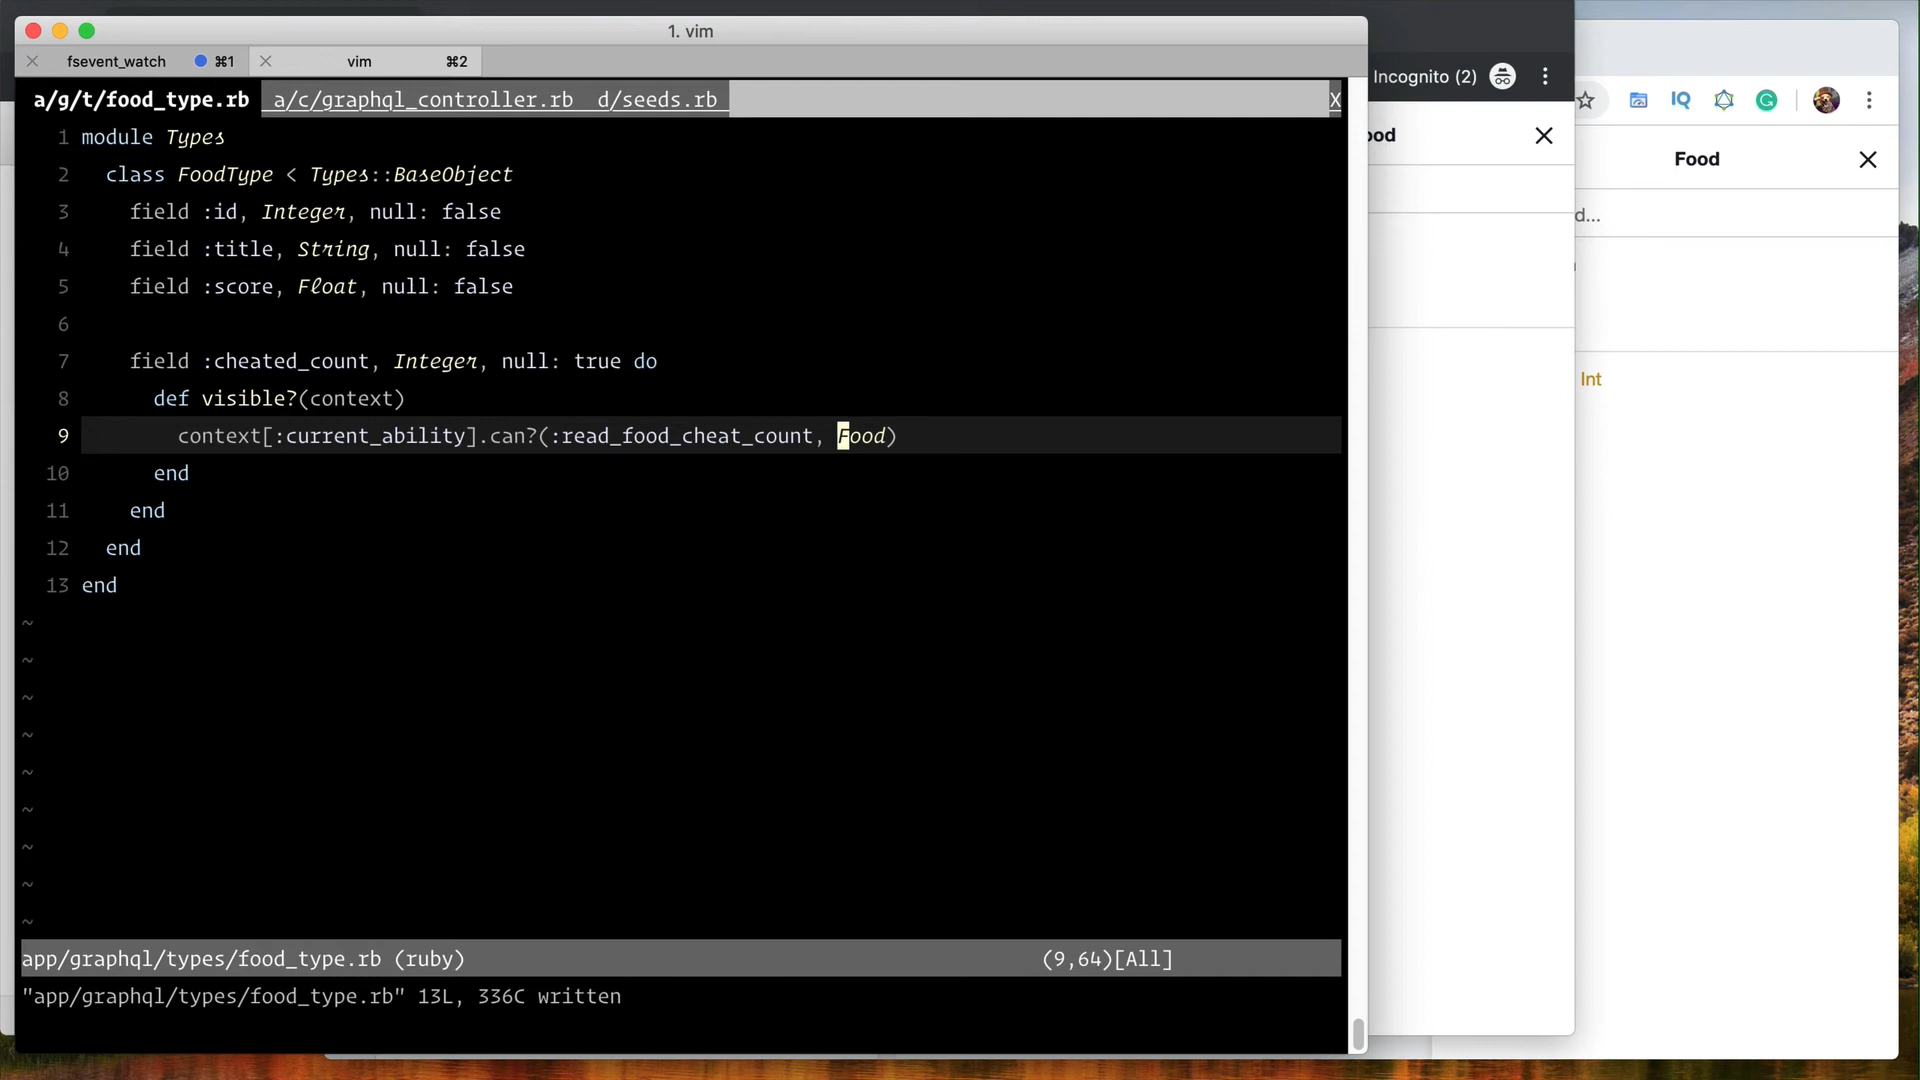 1. vim
fsevent_watch ⌘1 vim ⌘2
a/g/t/food_type.rb a/c/graphql_controller.rb d/seeds.rb X
1 module Types
2 class FoodType < Types::BaseObject
3 field :id, Integer, null: false
4 field :title, String, null: false
5 field :score, Float, null: false
6
7 field :cheated_count, Integer, null: true do
8 def visible?(context)
9 context[:current_ability].can?(:read_food_cheat_count, Food)
10 end
11 end
12 end
13 end
~
~
~
~
~
~
~
~
~
app/graphql/types/food_type.rb (ruby) (9,64)[All]
"app/graphql/types/food_type.rb" 13L, 336C written
Incognito (2)
ood
IQ
Food
d...
Int